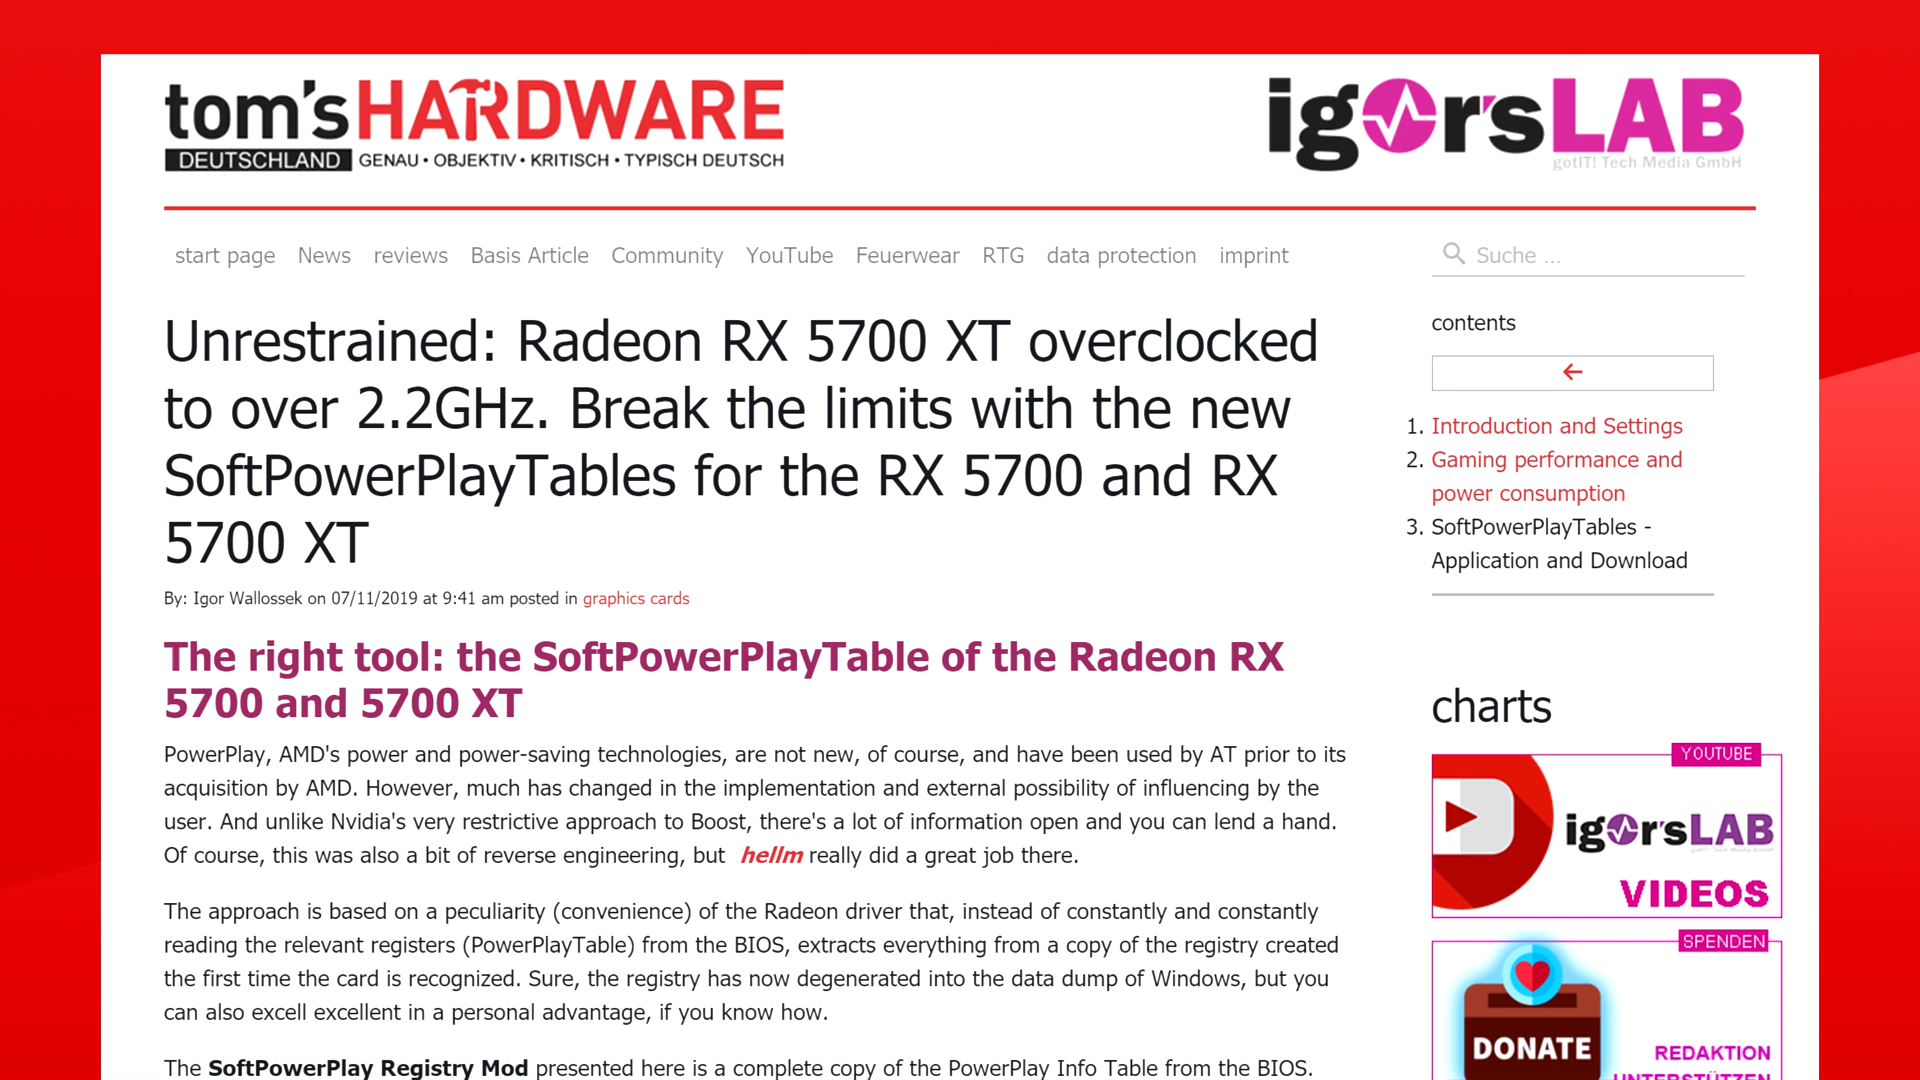 tom'sHARDWARE
DEUTSCHLAND GENAU • OBJEKTIV • KRITISCH • TYPISCH DEUTSCH
igor'sLAB
gotIT! Tech Media GmbH
start page News reviews Basis Article Community YouTube Feuerwear RTG data protection imprint
Suche ...
Unrestrained: Radeon RX 5700 XT overclocked
to over 2.2GHz. Break the limits with the new
SoftPowerPlayTables for the RX 5700 and RX
5700 XT
By: Igor Wallossek on 07/11/2019 at 9:41 am posted in graphics cards
The right tool: the SoftPowerPlayTable of the Radeon RX
5700 and 5700 XT
PowerPlay, AMD's power and power-saving technologies, are not new, of course, and have been used by AT prior to its
acquisition by AMD. However, much has changed in the implementation and external possibility of influencing by the
user. And unlike Nvidia's very restrictive approach to Boost, there's a lot of information open and you can lend a hand.
Of course, this was also a bit of reverse engineering, but hellm really did a great job there.
The approach is based on a peculiarity (convenience) of the Radeon driver that, instead of constantly and constantly
reading the relevant registers (PowerPlayTable) from the BIOS, extracts everything from a copy of the registry created
the first time the card is recognized. Sure, the registry has now degenerated into the data dump of Windows, but you
can also excell excellent in a personal advantage, if you know how.
The SoftPowerPlay Registry Mod presented here is a complete copy of the PowerPlay Info Table from the BIOS.
contents
1. Introduction and Settings
2. Gaming performance and
power consumption
3. SoftPowerPlayTables -
Application and Download
charts
YOUTUBE
igor'sLAB
VIDEOS
SPENDEN
DONATE
REDAKTION
UNTERSTÜTZEN